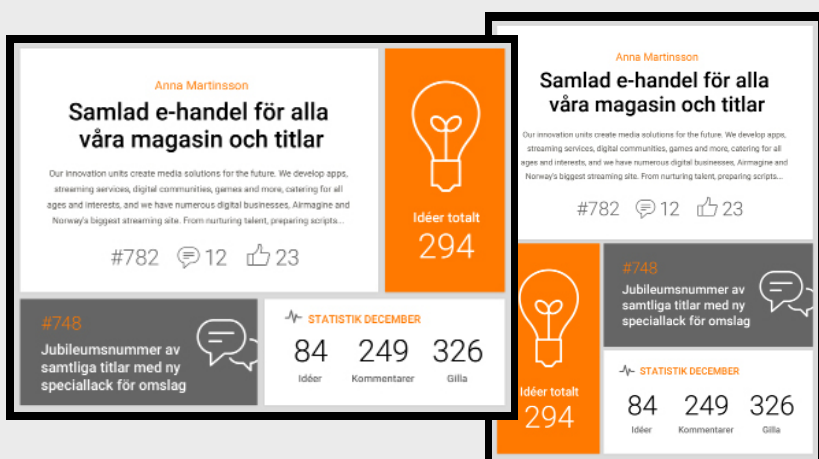 Anna Martinsson
Samlad e-handel för alla
våra magasin och titlar
Our innovation units create media solutions for the future. We develop apps,
streaming services, digital communities, games and more, catering for all
ages and interests, and we have numerous digital businesses, Airmagine and
Norway's biggest streaming site. From nurturing talent, preparing scripts...
#782 12 23
Idéer totalt
294
#748
Jubileumsnummer av
samtliga titlar med ny
speciallack för omslag
STATISTIK DECEMBER
84 249 326
Idéer Kommentarer Gilla
Anna Martinsson
Samlad e-handel för alla
våra magasin och titlar
Our innovation units create media solutions for the future. We develop apps,
streaming services, digital communities, games and more, catering for all
ages and interests, and we have numerous digital businesses, Airmagine and
Norway's biggest streaming site. From nurturing talent, preparing scripts...
#782 12 23
Idéer totalt
294
#748
Jubileumsnummer av
samtliga titlar med ny
speciallack för omslag
STATISTIK DECEMBER
84 249 326
Idéer Kommentarer Gilla